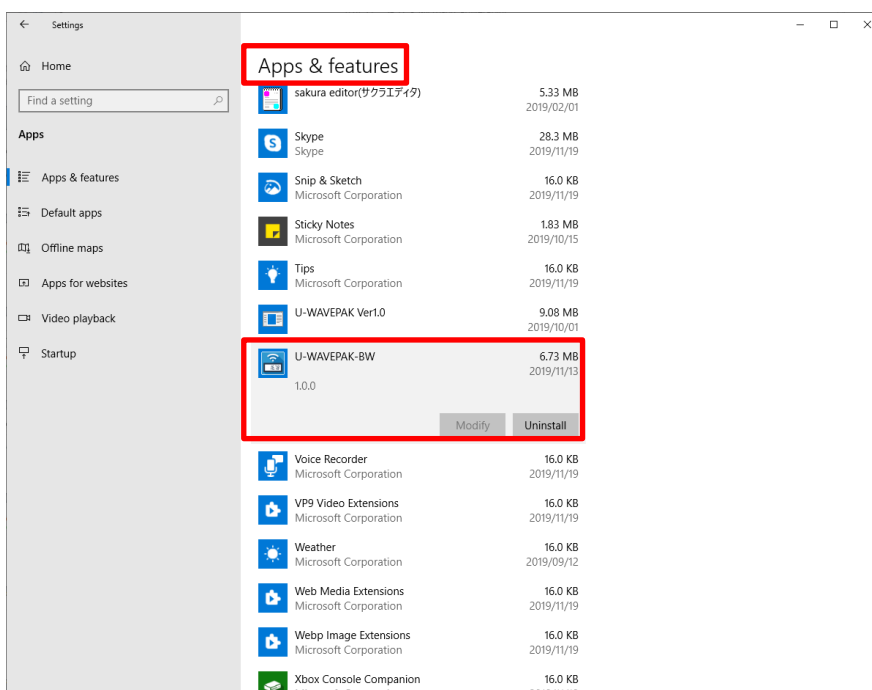 Settings
Home
Find a setting
Apps
Apps & features
Default apps
Offline maps
Apps for websites
Video playback
Startup
Apps & features
sakura editor(サクラエディタ) 5.33 MB
2019/02/01
Skype 28.3 MB
Skype 2019/11/19
Snip & Sketch 16.0 KB
Microsoft Corporation 2019/11/19
Sticky Notes 1.83 MB
Microsoft Corporation 2019/10/15
Tips 16.0 KB
Microsoft Corporation 2019/11/19
U-WAVEPAK Ver1.0 9.08 MB
2019/10/01
U-WAVEPAK-BW 6.73 MB
2019/11/13
1.0.0
Modify Uninstall
Voice Recorder 16.0 KB
Microsoft Corporation 2019/11/19
VP9 Video Extensions 16.0 KB
Microsoft Corporation 2019/11/19
Weather 16.0 KB
Microsoft Corporation 2019/09/12
Web Media Extensions 16.0 KB
Microsoft Corporation 2019/11/19
Webp Image Extensions 16.0 KB
Microsoft Corporation 2019/11/19
Xbox Console Companion 16.0 KB